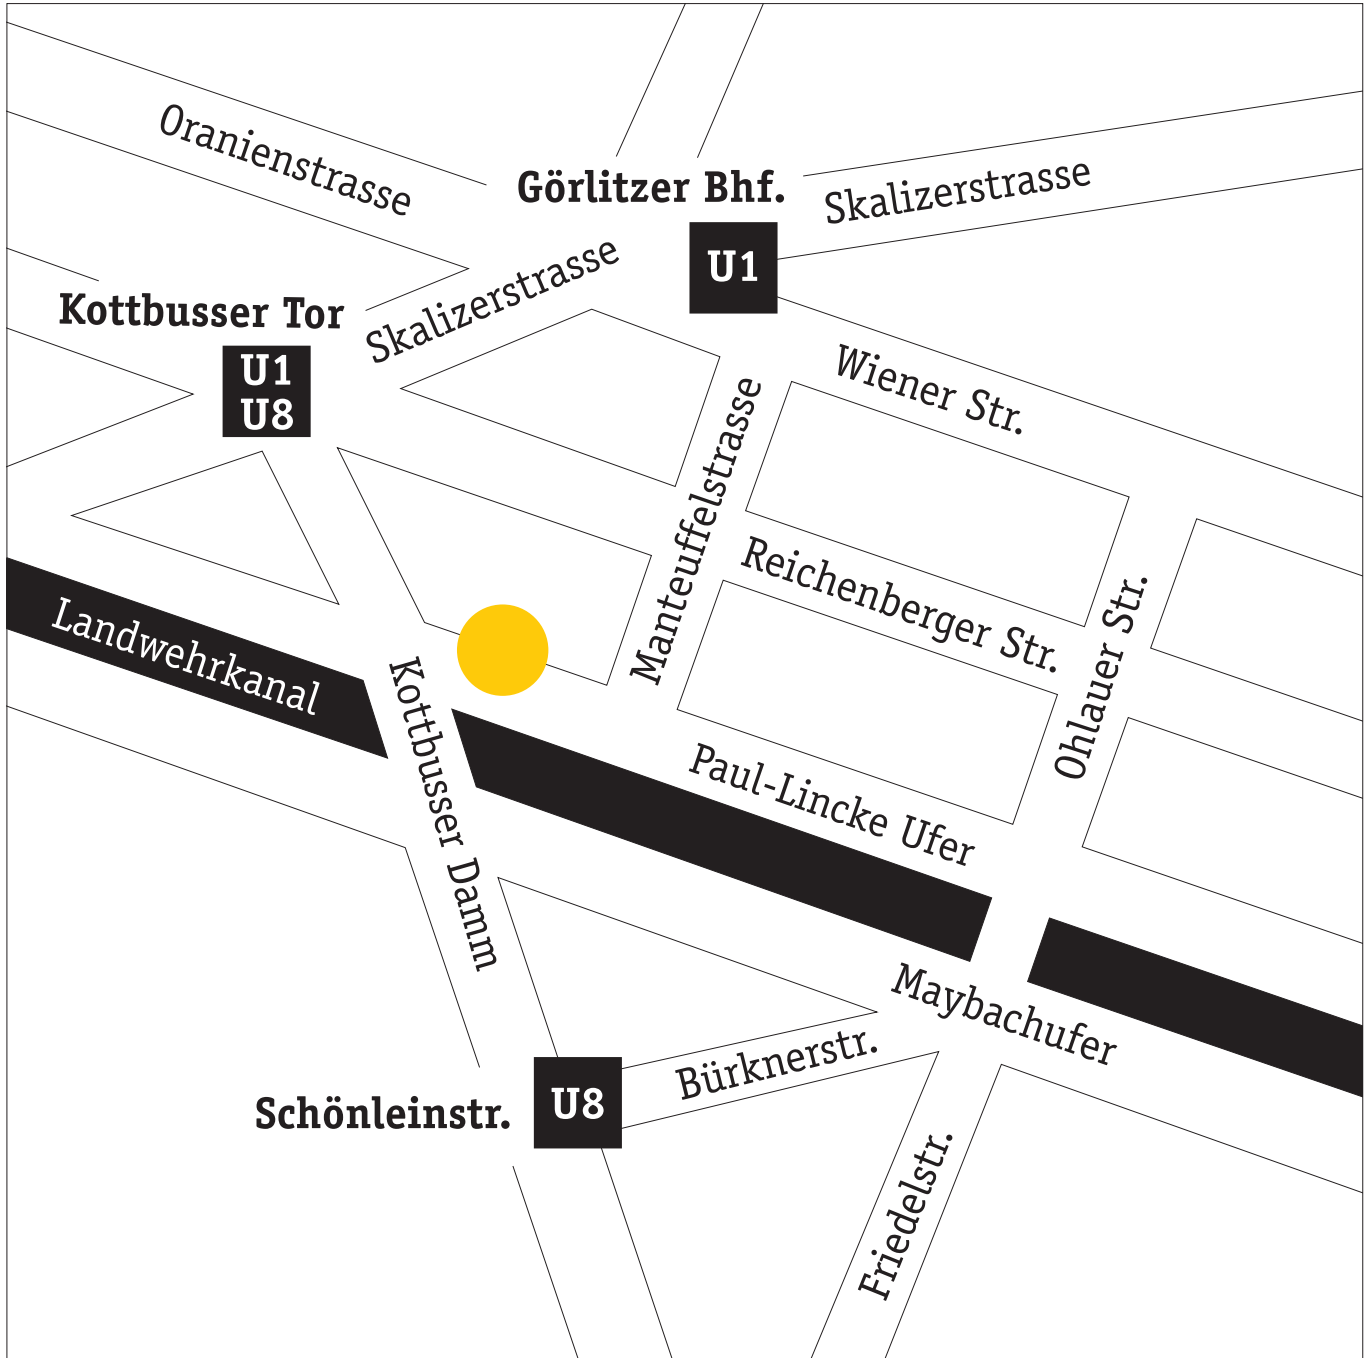 Oranienstrasse
Görlitzer Bhf.
Skalizerstrasse
U1
Skalizerstrasse
Kottbusser Tor
U1
U8
Wiener Str.
Manteuffelstrasse
Reichenberger Str.
Ohlauer Str.
Landwehrkanal
Kottbusser Damm
Paul-Lincke Ufer
Maybachufer
Bürknerstr.
U8
Schönleinstr.
Friedelstr.